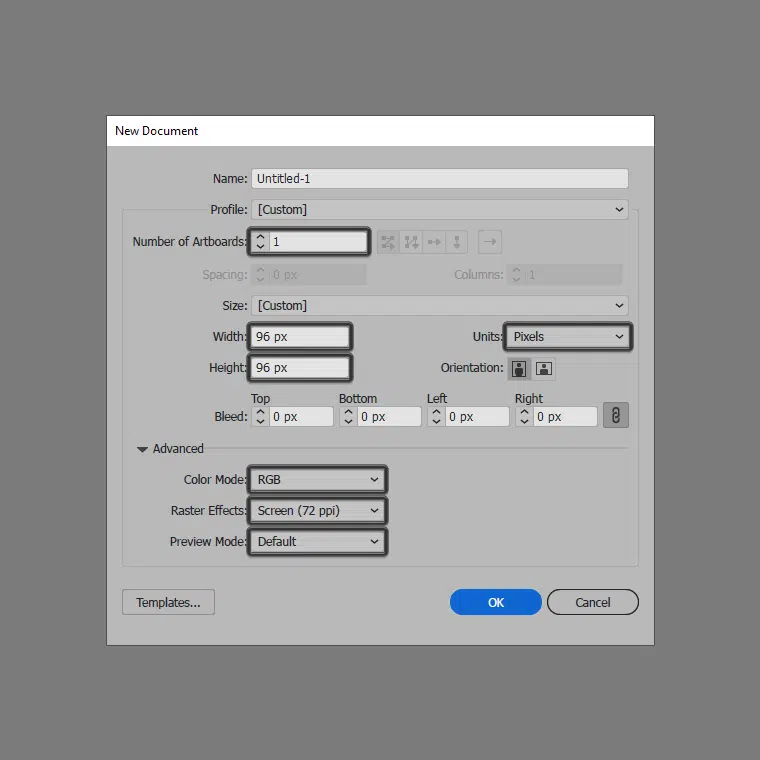 New Document
Name: Untitled-1
Profile: [Custom]
Number of Artboards: 1
Spacing: 0 px Columns: 1
Size: [Custom]
Width: 96 px Units: Pixels
Height: 96 px Orientation:
Top Bottom Left Right
Bleed: 0 px 0 px 0 px 0 px
Advanced
Color Mode: RGB
Raster Effects: Screen (72 ppi)
Preview Mode: Default
Templates... OK Cancel